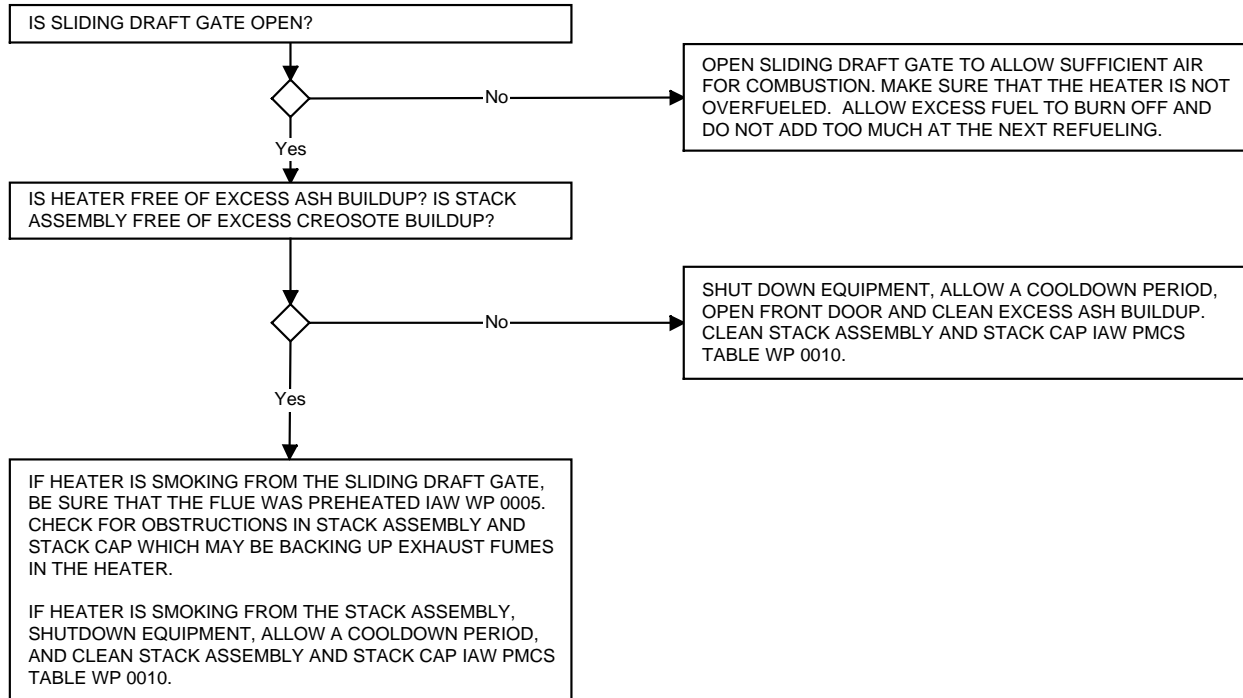 IS SLIDING DRAFT GATE OPEN?
No
OPEN SLIDING DRAFT GATE TO ALLOW SUFFICIENT AIR
FOR COMBUSTION. MAKE SURE THAT THE HEATER IS NOT
OVERFUELED.  ALLOW EXCESS FUEL TO BURN OFF AND
DO NOT ADD TOO MUCH AT THE NEXT REFUELING.
Yes
IS HEATER FREE OF EXCESS ASH BUILDUP? IS STACK
ASSEMBLY FREE OF EXCESS CREOSOTE BUILDUP?
No
SHUT DOWN EQUIPMENT, ALLOW A COOLDOWN PERIOD,
OPEN FRONT DOOR AND CLEAN EXCESS ASH BUILDUP.
CLEAN STACK ASSEMBLY AND STACK CAP IAW PMCS
TABLE WP 0010.
Yes
IF HEATER IS SMOKING FROM THE SLIDING DRAFT GATE,
BE SURE THAT THE FLUE WAS PREHEATED IAW WP 0005.
CHECK FOR OBSTRUCTIONS IN STACK ASSEMBLY AND
STACK CAP WHICH MAY BE BACKING UP EXHAUST FUMES
IN THE HEATER.
IF HEATER IS SMOKING FROM THE STACK ASSEMBLY,
SHUTDOWN EQUIPMENT, ALLOW A COOLDOWN PERIOD,
AND CLEAN STACK ASSEMBLY AND STACK CAP IAW PMCS
TABLE WP 0010.